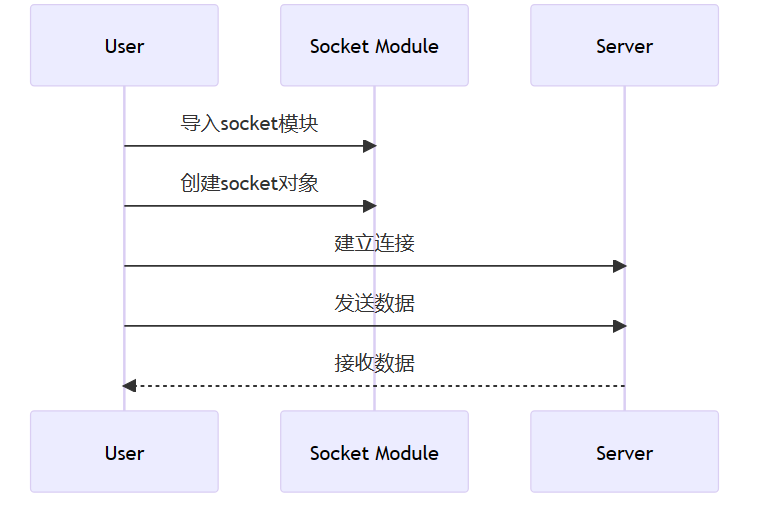 User
Socket Module
Server
导入socket模块
创建socket对象
建立连接
发送数据
接收数据
User
Socket Module
Server